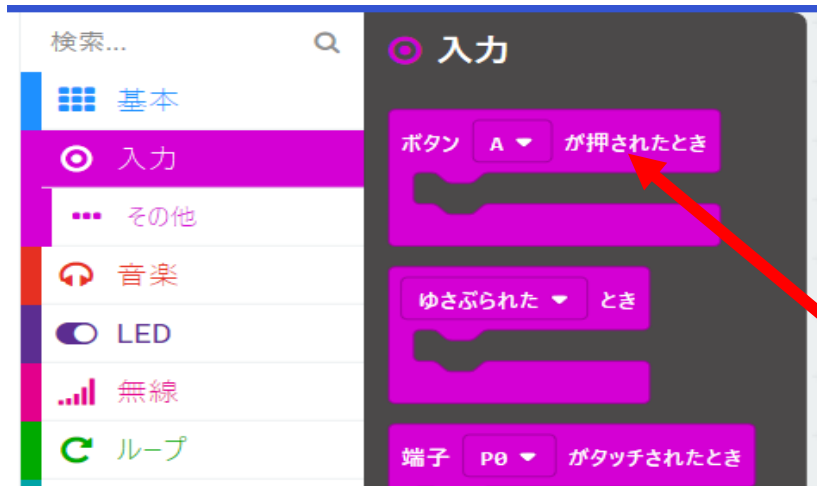 検索...
基本
入力
その他
音楽
LED
無線
ループ
入力
ボタン A が押されたとき
ゆさぶられた とき
端子 P0 がタッチされたとき